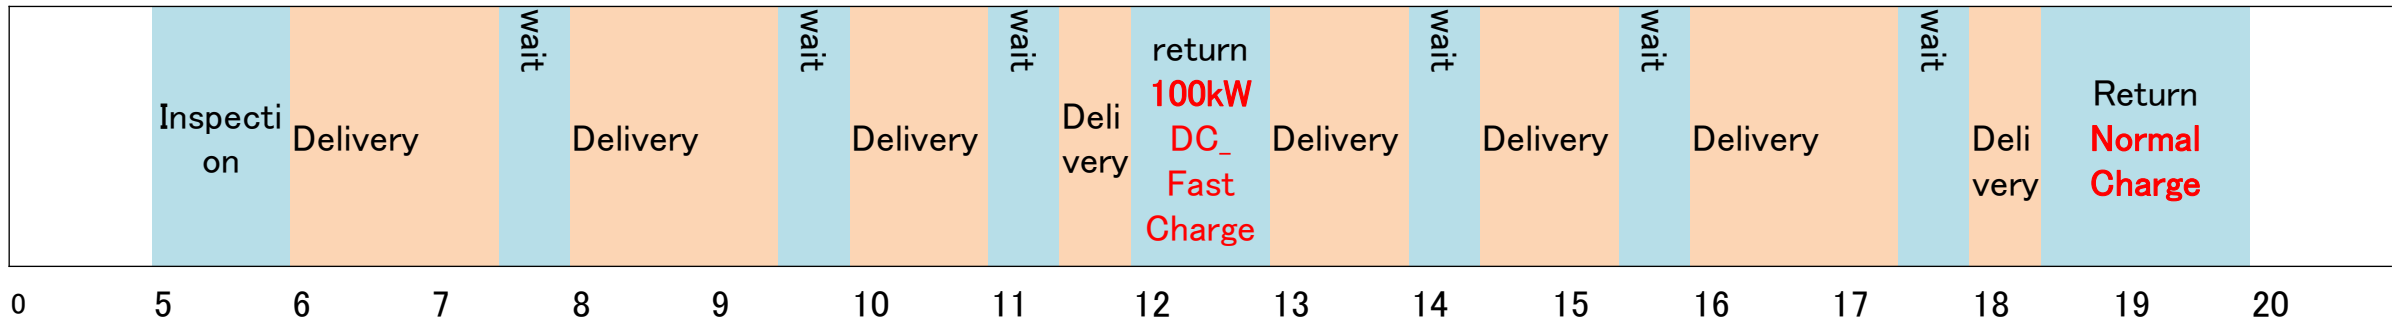 Inspecti
on
Delivery
wait
Delivery
wait
Delivery
wait
Deli
very
return
100kW
DC_
Fast
Charge
Delivery
wait
Delivery
wait
Delivery
wait
Deli
very
Return
Normal
Charge
0 5 6 7 8 9 10 11 12 13 14 15 16 17 18 19 20